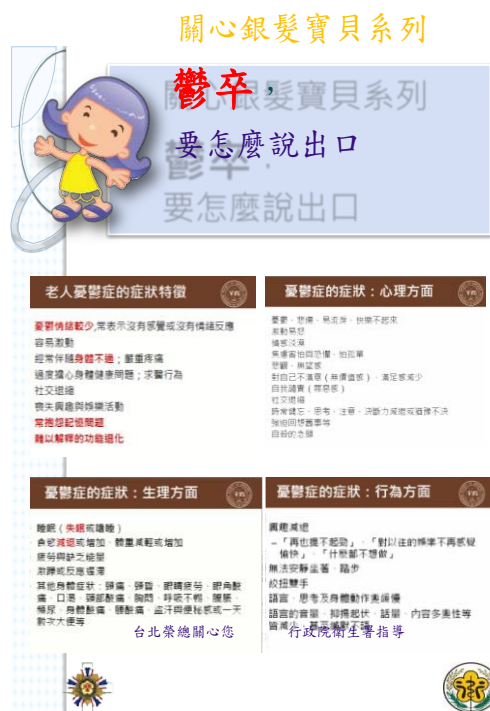 關心銀髮寶貝系列
鬱卒，
要怎麼說出口
關心銀髮寶貝系列
鬱卒，
要怎麼說出口
老人憂鬱症的症狀特徵
憂鬱情緒較少,常表示沒有感覺或沒有情緒反應
容易激動
經常伴隨身體不適；嚴重疼痛
過度擔心身體健康問題；求醫行為
社交退縮
喪失興趣與娛樂活動
常抱怨記憶問題
難以解釋的功能退化
憂鬱症的症狀：心理方面
憂鬱、悲傷、易流淚、快樂不起來
激動易怒
情感淡漠
焦慮害怕與恐懼、怕孤單
悲觀、無望感
對自己不滿意（無價值感）、滿足感減少
自我譴責（罪惡感）
社交退縮
時常健忘、思考、注意、決斷力減退或猶豫不決
強迫回想舊事等
自殺的念頭
憂鬱症的症狀：生理方面
睡眠（失眠或嗜睡）
食慾減退或增加、體重減輕或增加
疲勞與缺乏能量
激躁或反應遲滯
其他身體症狀：頭痛、頸昏、眼睛疲勞、眼角酸
痛、口渴、頸部酸痛、胸悶、呼吸不暢、腹脹、
頻尿、身體酸痛、腰酸痛、盜汗與便秘感或一天
數次大便等
憂鬱症的症狀：行為方面
興趣減退
–「再也提不起勁」、「對以往的娛樂不再感覺
愉快」、「什麼都不想做」
無法安靜坐著、踏步
絞扭雙手
語言、思考及身體動作變緩慢
語言的音量、抑揚起伏、話量、內容多樣性等
皆減少，甚至緘默不語
台北榮總關心您
行政院衛生署指導